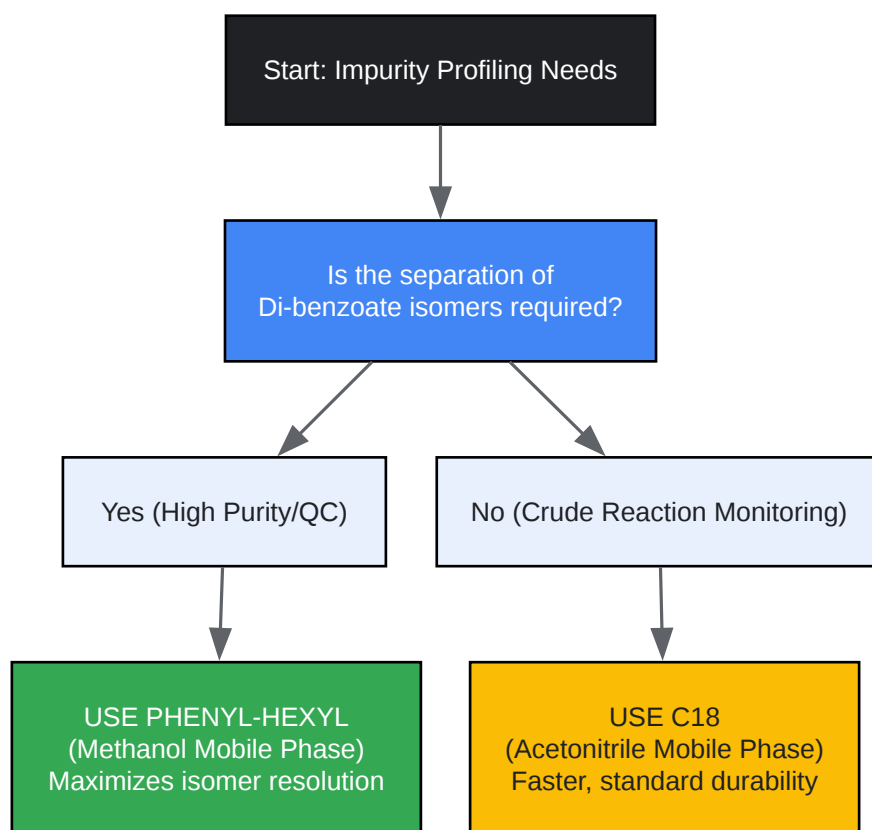 Start: Impurity Profiling Needs
Is the separation of
Di-benzoate isomers required?
Yes (High Purity/QC)
No (Crude Reaction Monitoring)
USE PHENYL-HEXYL
(Methanol Mobile Phase)
Maximizes isomer resolution
USE C18
(Acetonitrile Mobile Phase)
Faster, standard durability